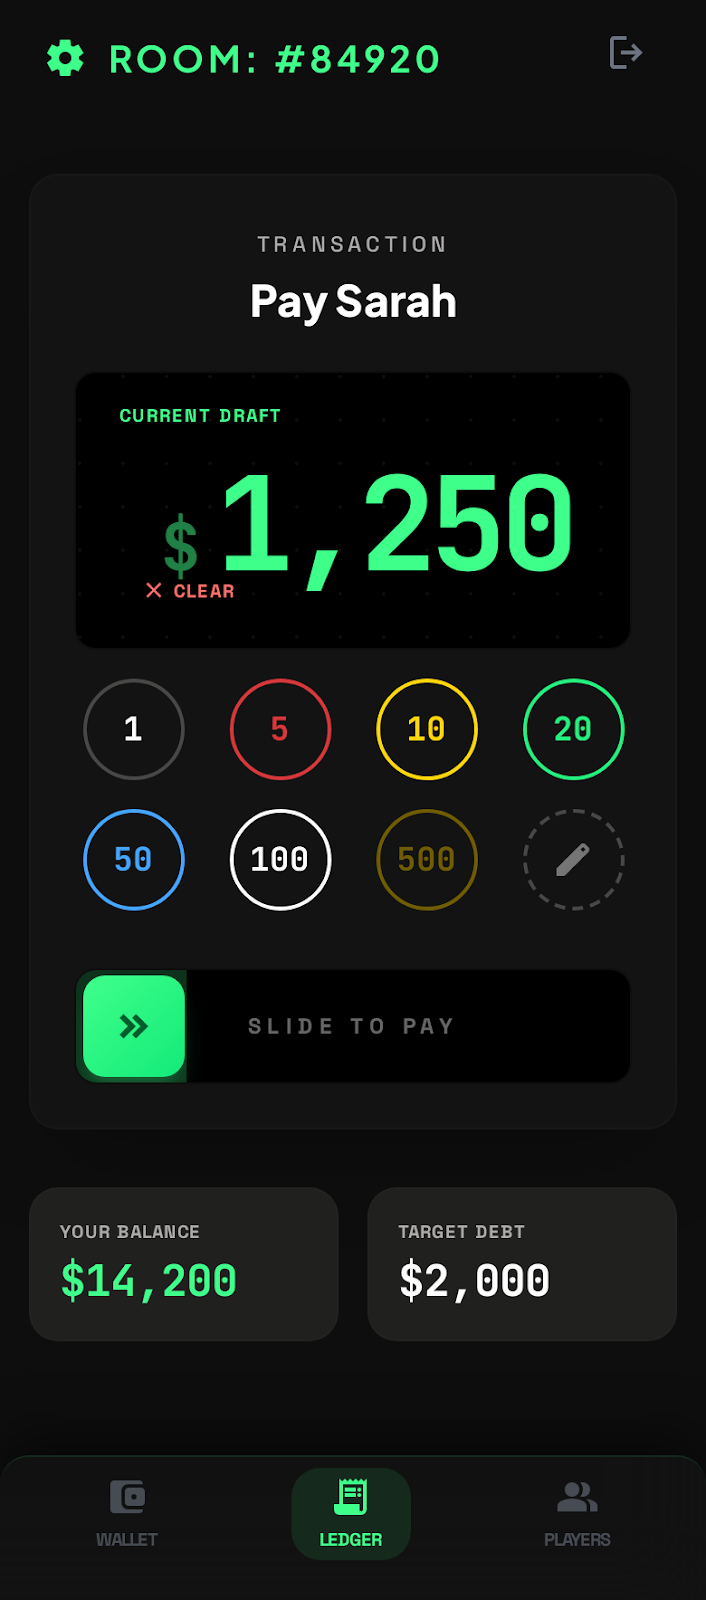 ROOM: #84920
TRANSACTION
Pay Sarah
CURRENT DRAFT
$1,250
CLEAR
1 5 10 20
50 100 500
SLIDE TO PAY
YOUR BALANCE
$14,200
TARGET DEBT
$2,000
WALLET LEDGER PLAYERS